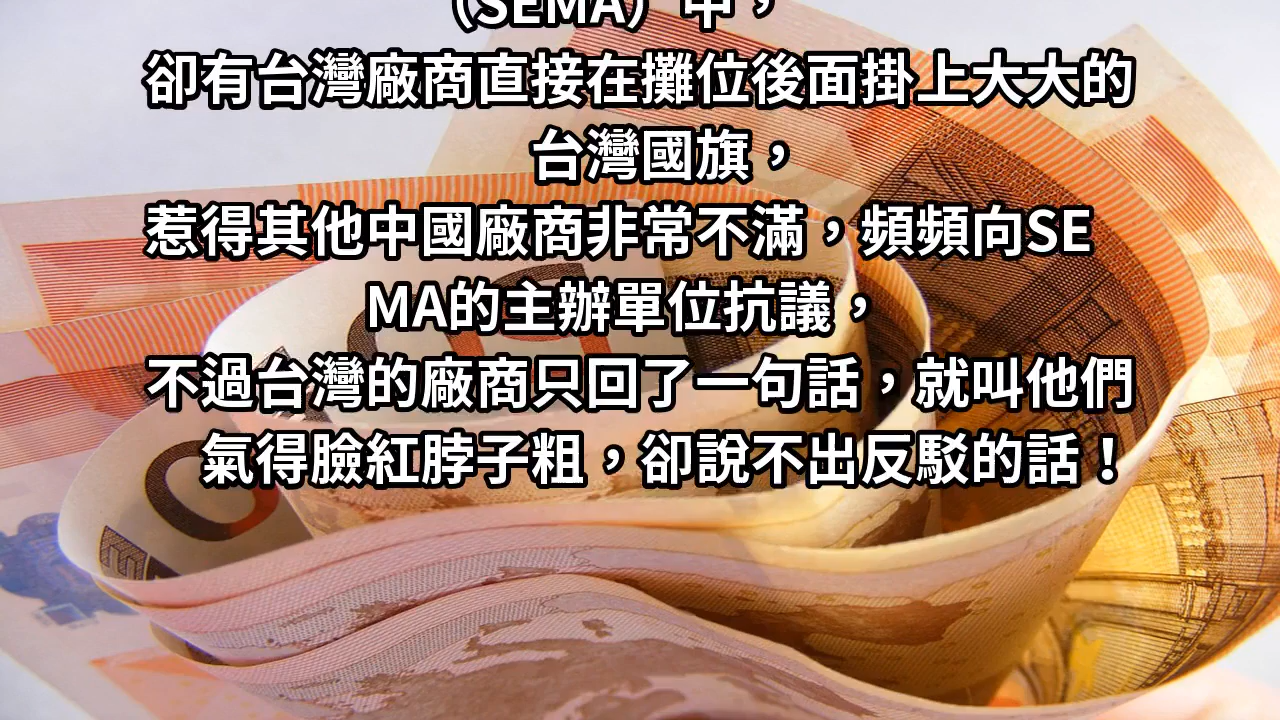 （SEMA）中，
卻有台灣廠商直接在攤位後面掛上大大的
台灣國旗，
惹得其他中國廠商非常不滿，頻頻向SE
MA的主辦單位抗議，
不過台灣的廠商只回了一句話，就叫他們
氣得臉紅脖子粗，卻說不出反駁的話！